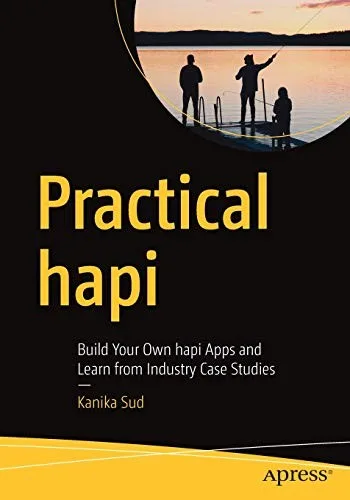 Practical
hapi
Build Your Own hapi Apps and
Learn from Industry Case Studies
—
Kanika Sud
Apress®